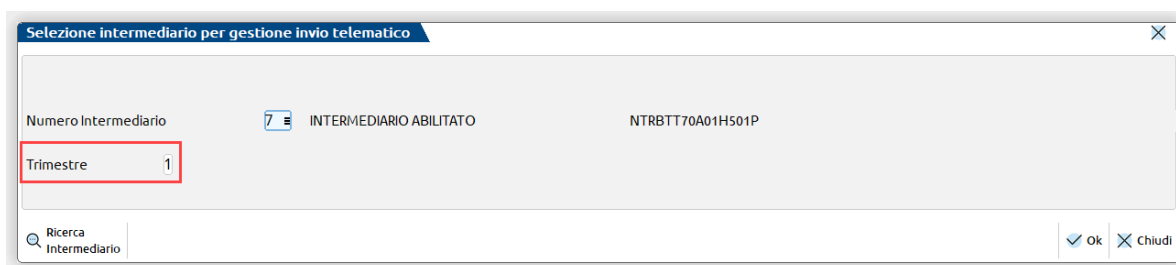 Selezione intermediario per gestione invio telematico
Numero Intermediario 7 INTERMEDIARIO ABILITATO NTRBTT70A01H501P
Trimestre 1
Ricerca
Intermediario
Ok Chiudi